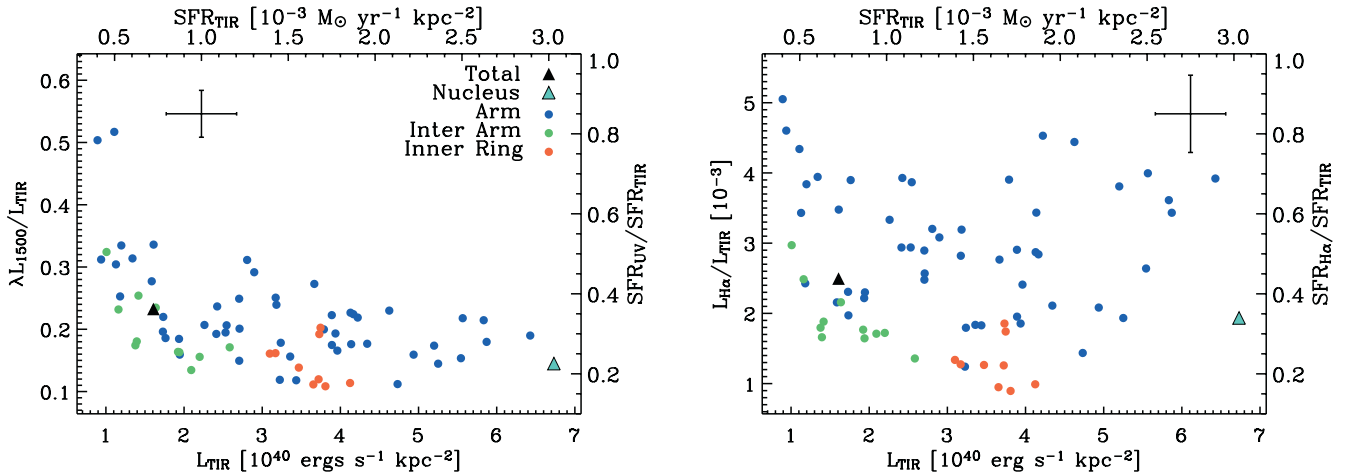 SFR_TIR [10^-3 M_⊙ yr^-1 kpc^-2]
0.5 1.0 1.5 2.0 2.5 3.0
0.6
0.5
0.4
0.3
0.2
0.1
λL_1500/L_TIR
Total
Nucleus
Arm
Inter Arm
Inner Ring
1.0
0.8
0.6
0.4
0.2
SFR_UV/SFR_TIR
1 2 3 4 5 6 7
L_TIR [10^40 ergs s^-1 kpc^-2]
SFR_TIR [10^-3 M_⊙ yr^-1 kpc^-2]
0.5 1.0 1.5 2.0 2.5 3.0
5
4
3
2
1
L_Hα/L_TIR [10^-3]
1.0
0.8
0.6
0.4
0.2
SFR_Hα/SFR_TIR
1 2 3 4 5 6 7
L_TIR [10^40 ergs s^-1 kpc^-2]